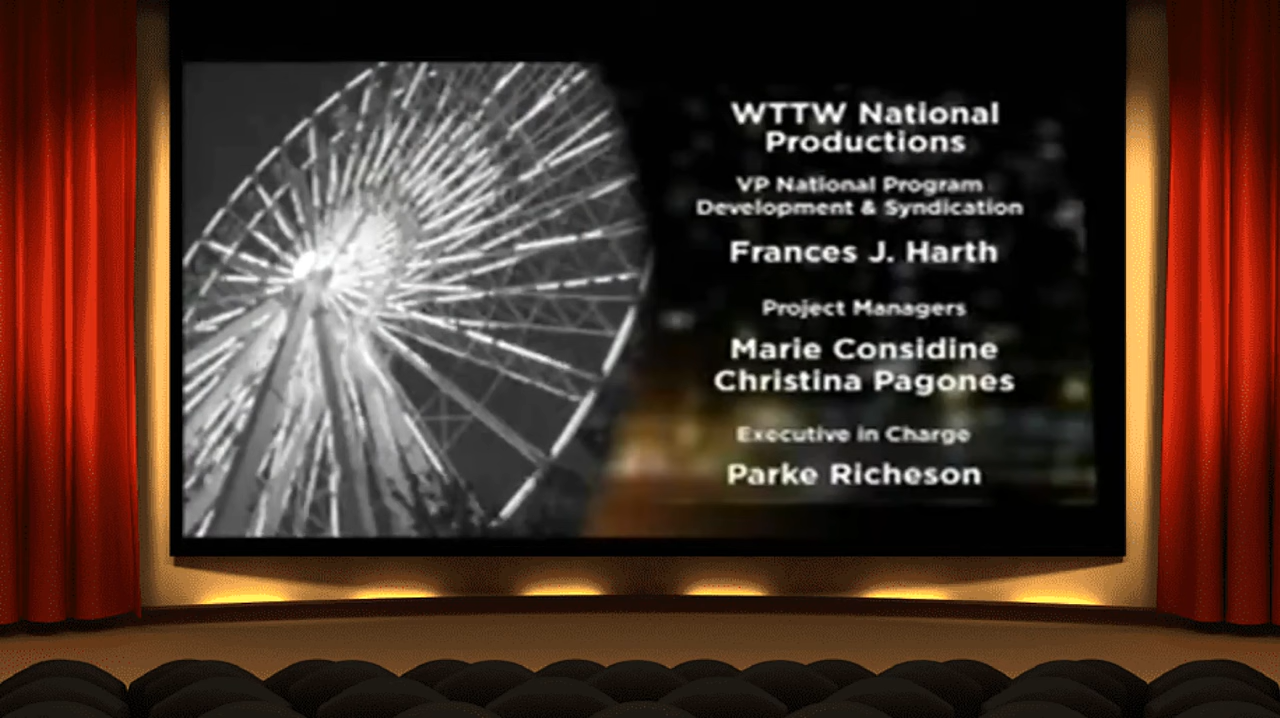 WTTW National
Productions
VP National Program
Development & Syndication
Frances J. Harth
Project Managers
Marie Considine
Christina Pagones
Executive in Charge
Parke Richeson